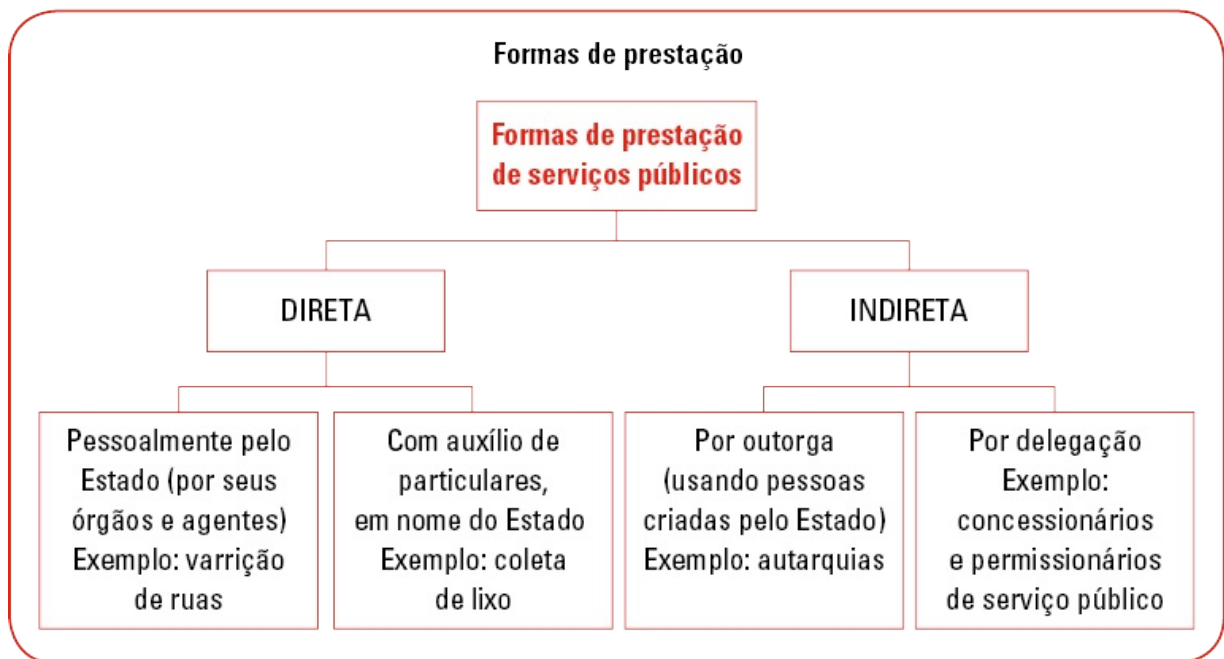 Formas de prestação
Formas de prestação
de serviços públicos
DIRETA
INDIRETA
Pessoalmente pelo
Estado (por seus
órgãos e agentes)
Exemplo: varrição
de ruas
Com auxílio de
particulares,
em nome do Estado
Exemplo: coleta
de lixo
Por outorga
(usando pessoas
criadas pelo Estado)
Exemplo: autarquias
Por delegação
Exemplo:
concessionários
e permissionários
de serviço público